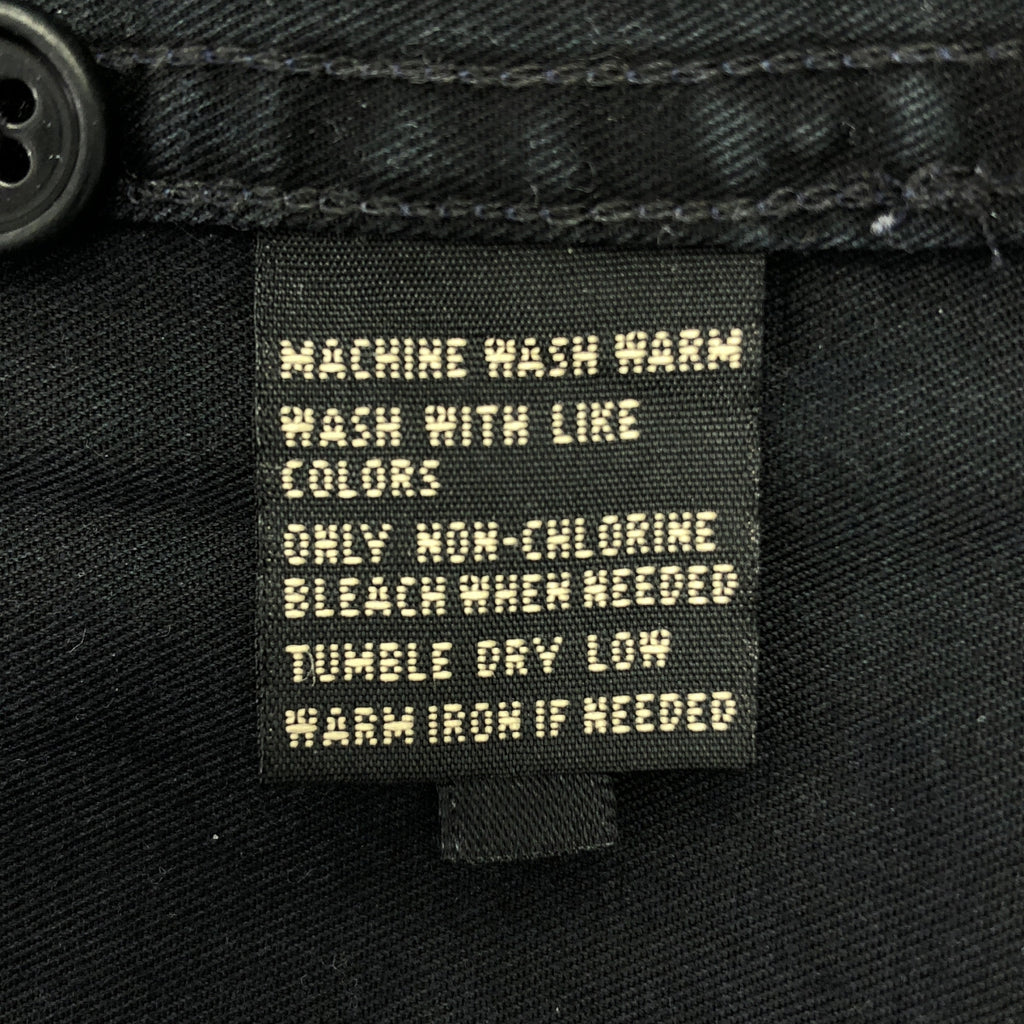 MACHINE WASH WARM
WASH WITH LIKE
COLORS
ONLY NON-CHLORINE
BLEACH WHEN NEEDED
TUMBLE DRY LOW
WARM IRON IF NEEDED